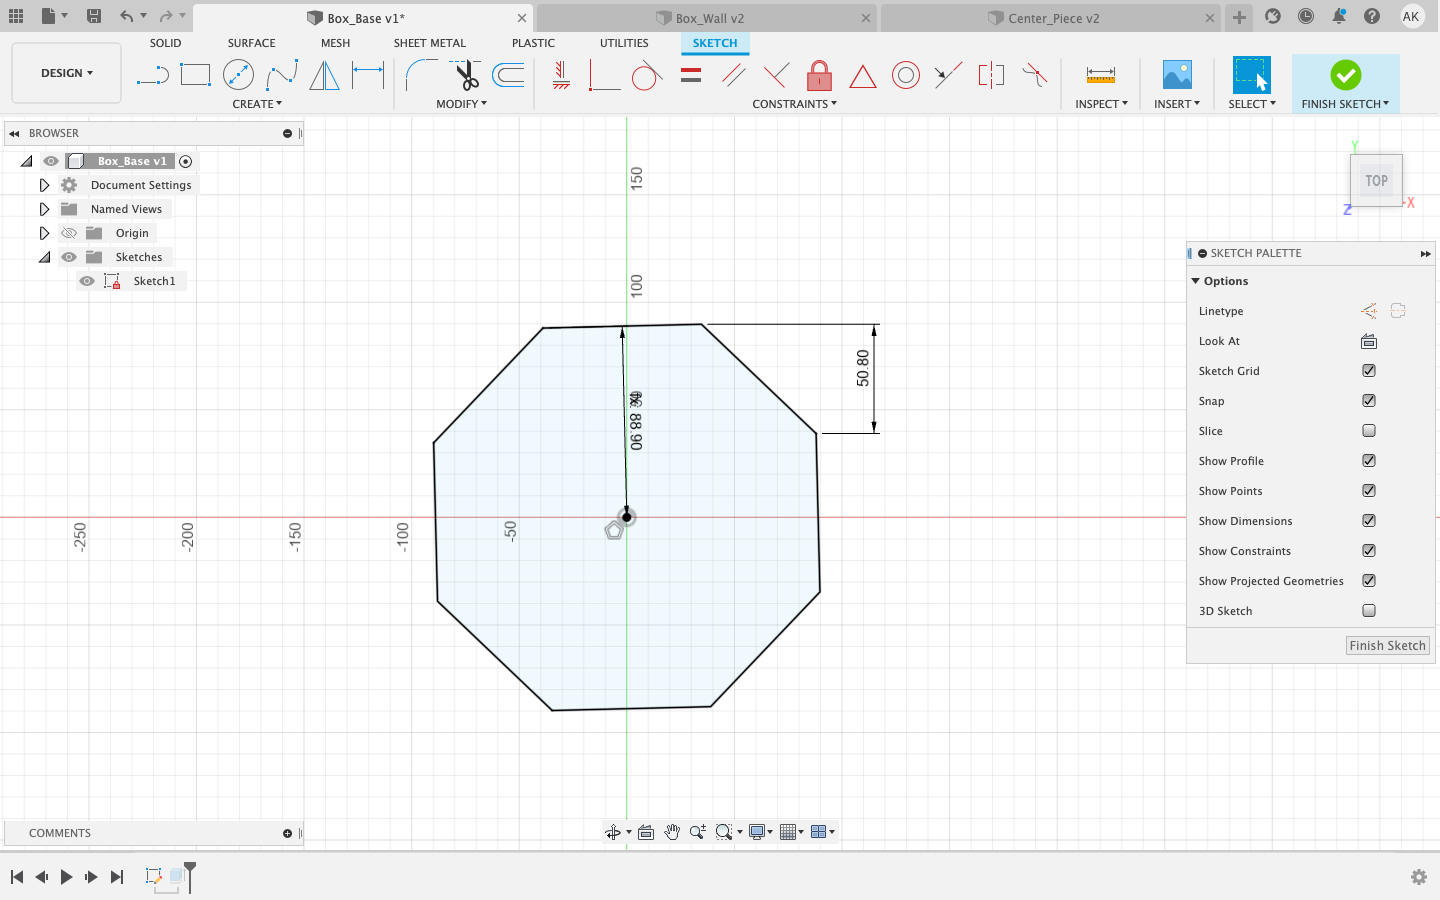 Box_Base v1*
Box_Wall v2
Center_Piece v2
AK
DESIGN
SOLID
SURFACE
MESH
SHEET METAL
PLASTIC
UTILITIES
SKETCH
CREATE
MODIFY
CONSTRAINTS
INSPECT
INSERT
SELECT
FINISH SKETCH
BROWSER
Box_Base v1
Document Settings
Named Views
Origin
Sketches
Sketch1
150
100
-250
-200
-150
-100
-50
88.90
50.80
Y
TOP
Z
X
SKETCH PALETTE
Options
Linetype
Look At
Sketch Grid
Snap
Slice
Show Profile
Show Points
Show Dimensions
Show Constraints
Show Projected Geometries
3D Sketch
Finish Sketch
COMMENTS